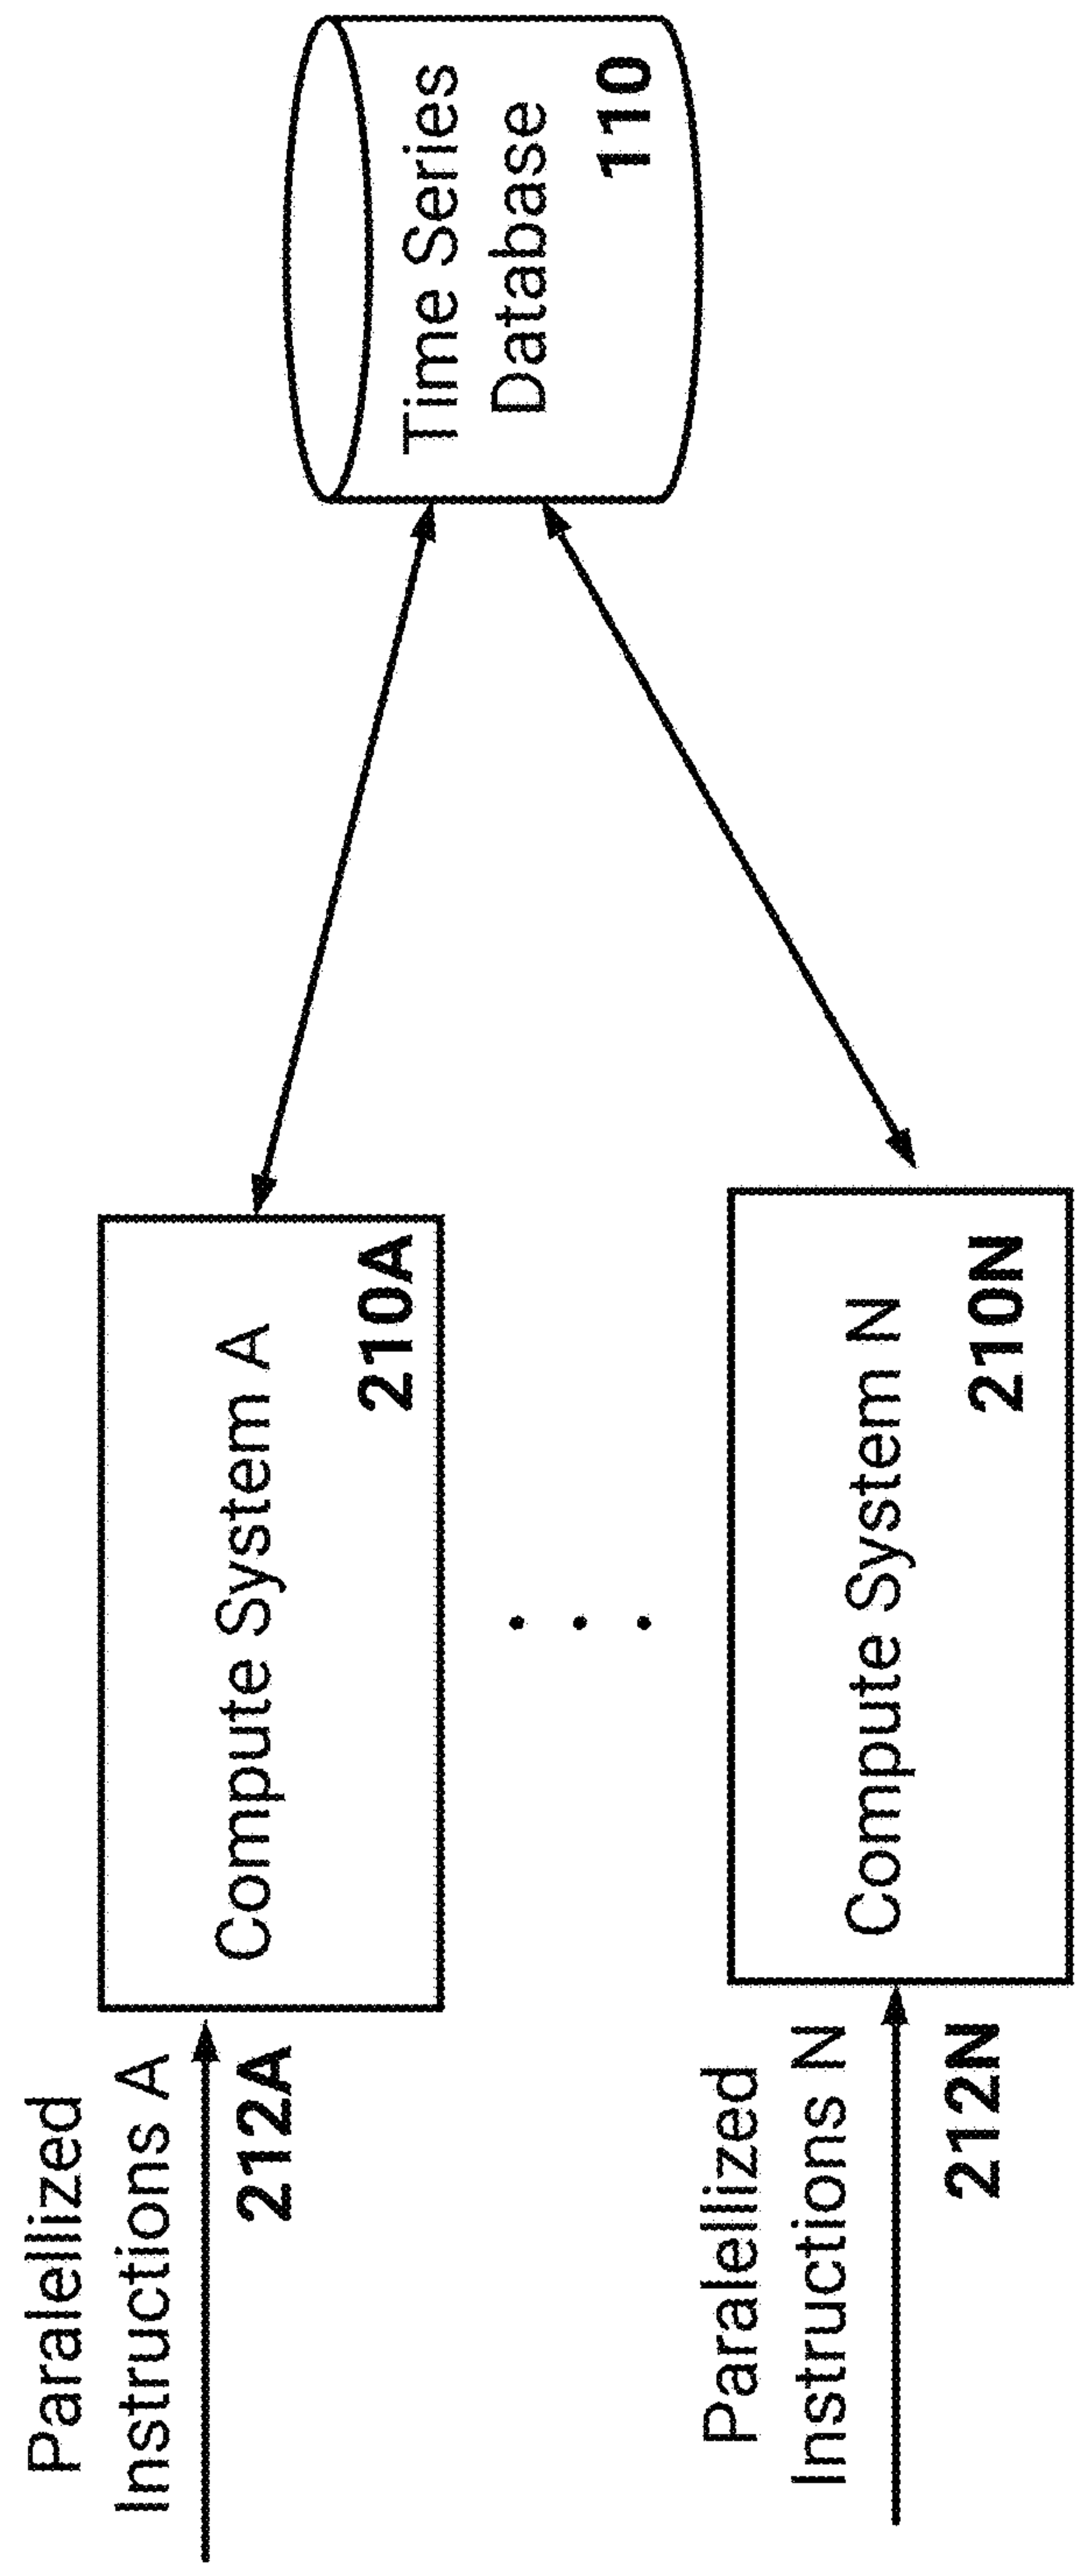 Paralellized
Instructions A
212A
Compute System A
210A
Time Series
Database
110
Paralellized
Instructions N
212N
Compute System N
210N